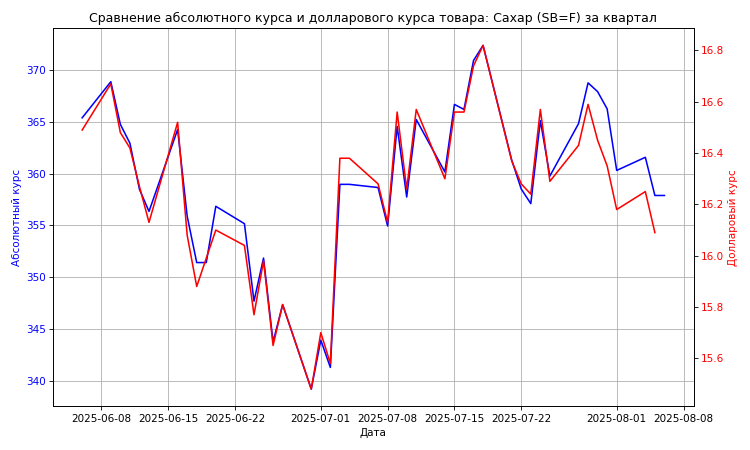 Сравнение абсолютного курса и долларового курса товара: Сахар (SB=F) за квартал
Абсолютный курс
370
365
360
355
350
345
340
16.8
16.6
16.4
16.2
16.0
15.8
15.6
Долларовый курс
2025-06-08 2025-06-15 2025-06-22 2025-07-01 2025-07-08 2025-07-15 2025-07-22 2025-08-01 2025-08-08
Дата